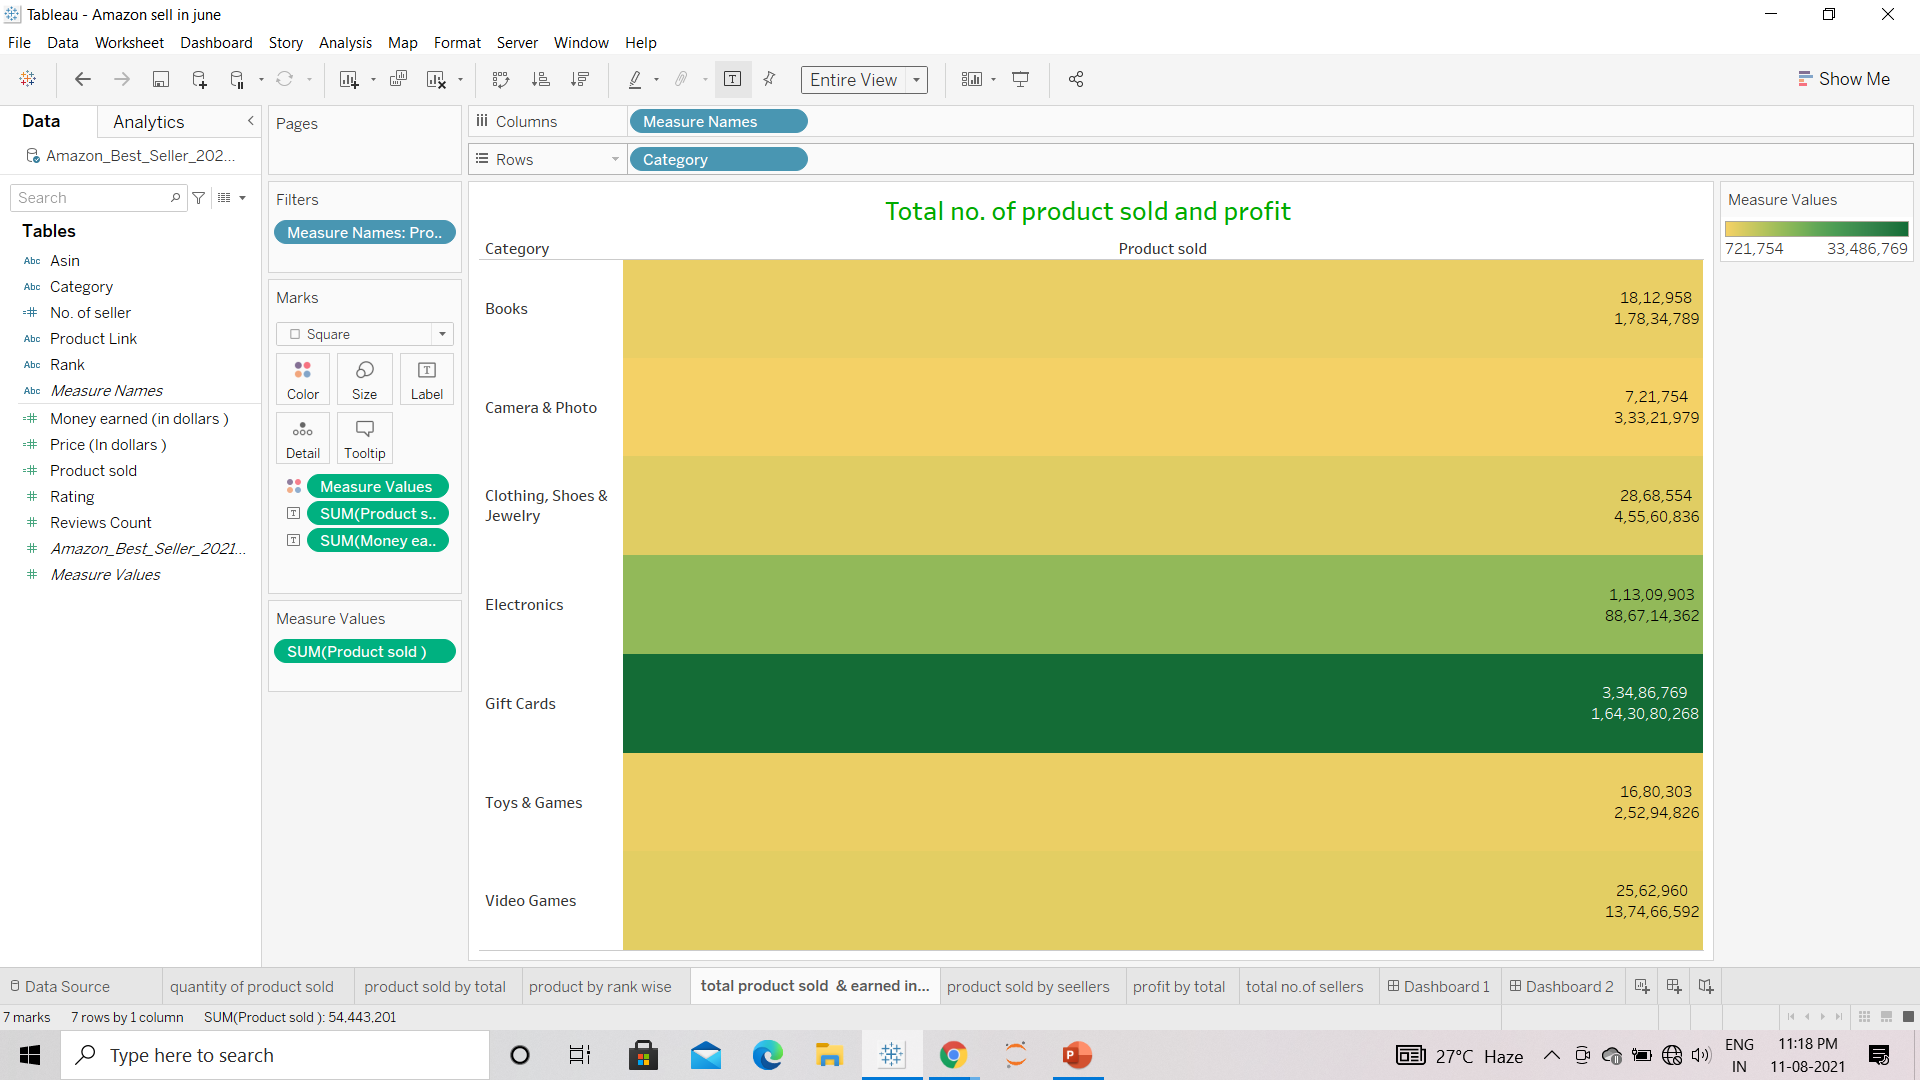 Tableau - Amazon sell in june
File Data Worksheet Dashboard Story Analysis Map Format Server Window Help
Entire View
Show Me
Data Analytics
Amazon_Best_Seller_202...
Search
Tables
Abc Asin
Abc Category
No. of seller
Abc Product Link
Abc Rank
Abc Measure Names
Money earned (in dollars )
Price (In dollars )
Product sold
Rating
Reviews Count
Amazon_Best_Seller_2021...
Measure Values
Pages
Filters
Measure Names: Pro..
Marks
Square
Color Size Label
Detail Tooltip
Measure Values
SUM(Product s..
SUM(Money ea..
Measure Values
SUM(Product sold )
Columns Measure Names
Rows Category
Total no. of product sold and profit
Category Product sold
Books
18,12,958
1,78,34,789
Camera & Photo
7,21,754
3,33,21,979
Clothing, Shoes &
Jewelry
28,68,554
4,55,60,836
Electronics
1,13,09,903
88,67,14,362
Gift Cards
3,34,86,769
1,64,30,80,268
Toys & Games
16,80,303
2,52,94,826
Video Games
25,62,960
13,74,66,592
Measure Values
721,754 33,486,769
Data Source quantity of product sold product sold by total product by rank wise total product sold & earned in... product sold by seellers profit by total total no.of sellers Dashboard 1 Dashboard 2
7 marks 7 rows by 1 column SUM(Product sold ): 54,443,201
Type here to search
27°C Haze
ENG
IN
11:18 PM
11-08-2021